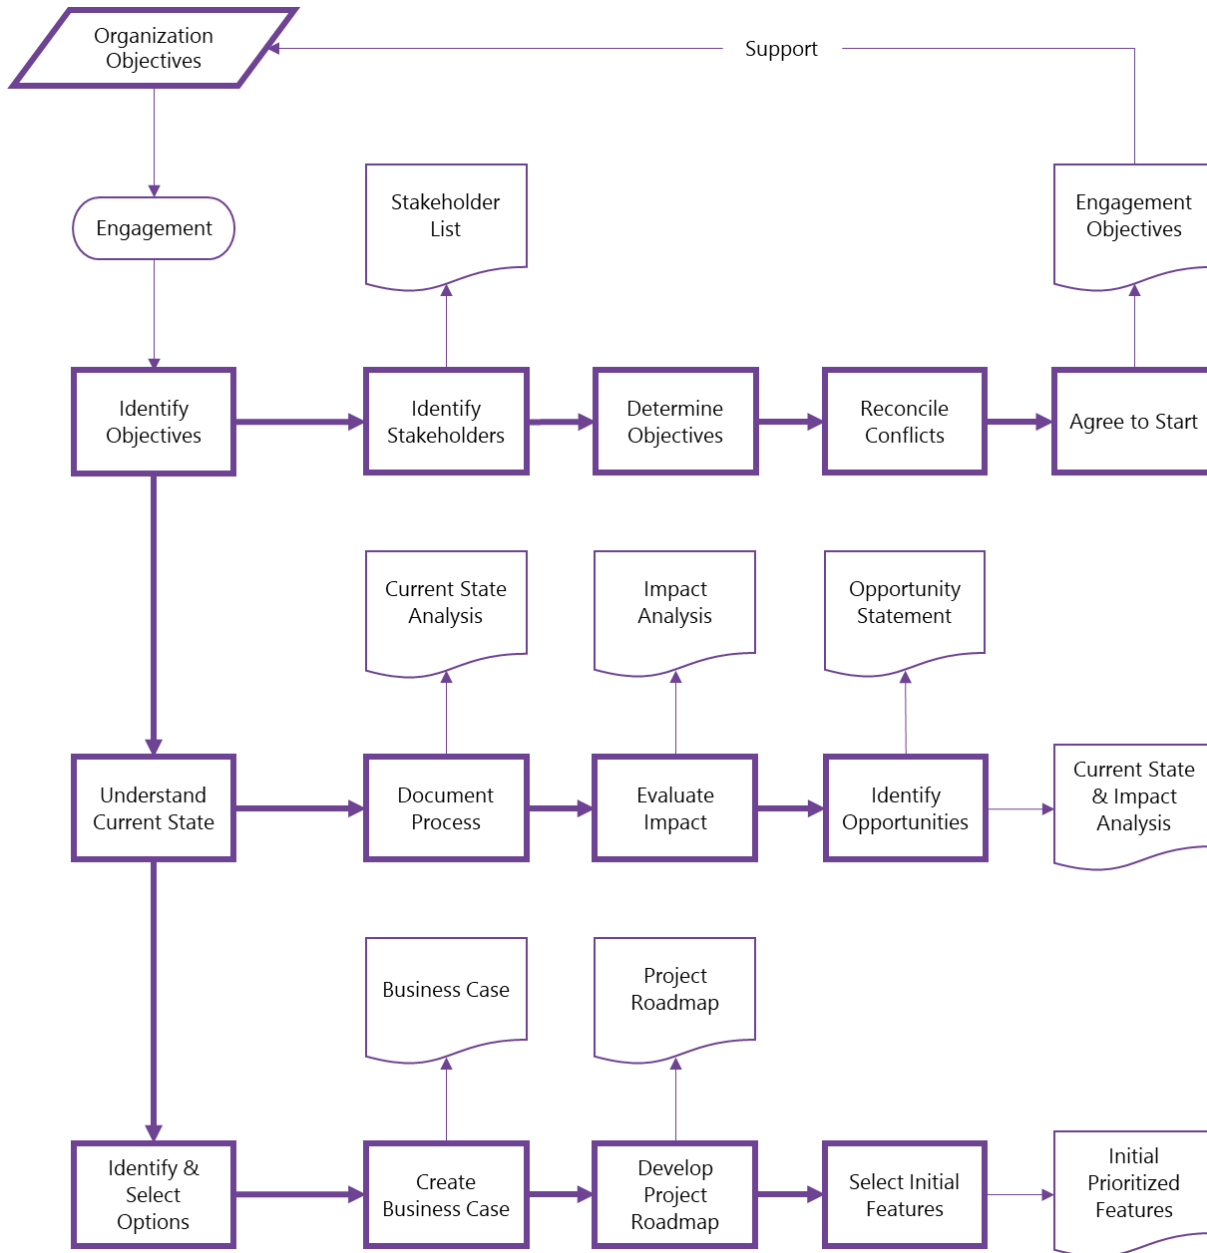 Organization
Objectives
Support
Engagement
Stakeholder
List
Engagement
Objectives
Identify
Objectives
Identify
Stakeholders
Determine
Objectives
Reconcile
Conflicts
Agree to Start
Current State
Analysis
Impact
Analysis
Opportunity
Statement
Understand
Current State
Document
Process
Evaluate
Impact
Identify
Opportunities
Current State
& Impact
Analysis
Business Case
Project
Roadmap
Identify &
Select
Options
Create
Business Case
Develop
Project
Roadmap
Select Initial
Features
Initial
Prioritized
Features